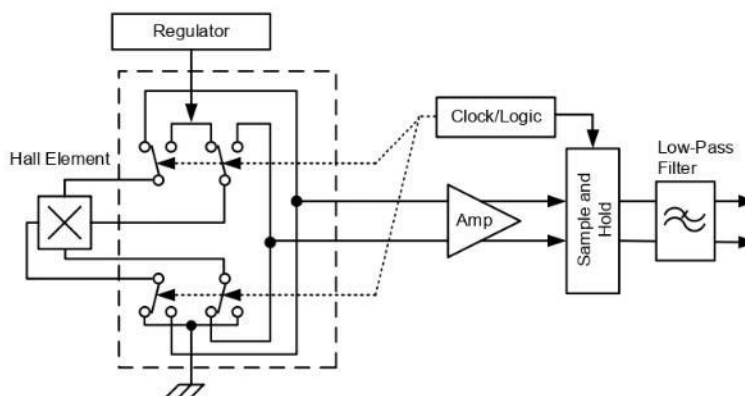 Regulator
Clock/Logic
Hall Element
Low-Pass
Filter
Amp
Sample and
Hold